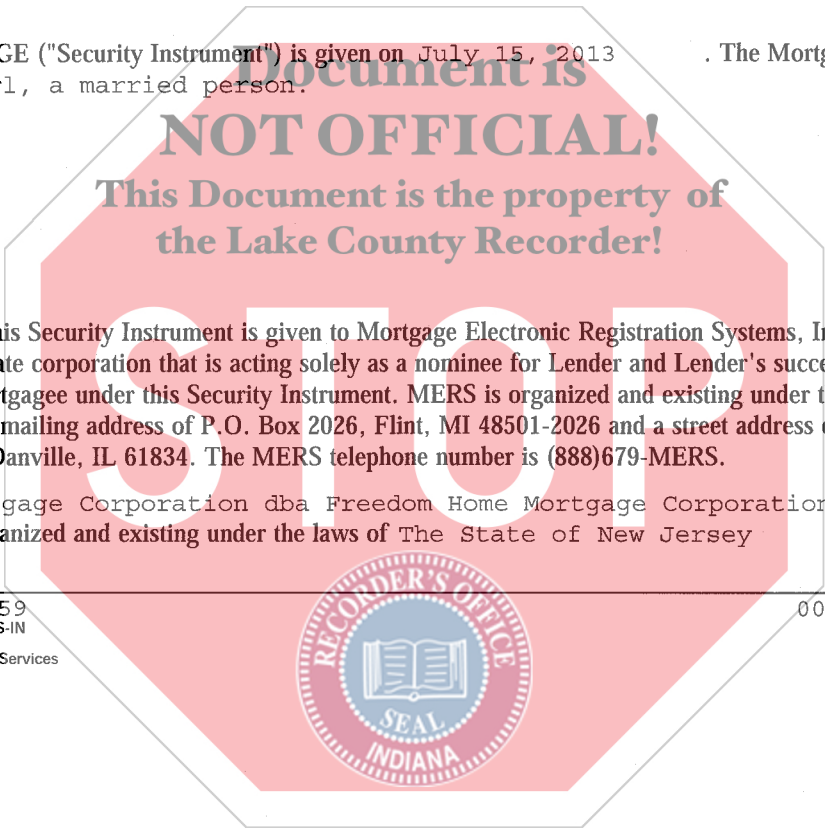 GE ("Security Instrument") is given on July 15, 2013 . The Mortg
l, a married person.
Document is
NOT OFFICIAL!
This Document is the property of
the Lake County Recorder!
STOP
is Security Instrument is given to Mortgage Electronic Registration Systems, In
te corporation that is acting solely as a nominee for Lender and Lender's succe
tgagee under this Security Instrument. MERS is organized and existing under t
mailing address of P.O. Box 2026, Flint, MI 48501-2026 and a street address
Danville, IL 61834. The MERS telephone number is (888)679-MERS.
gage Corporation dba Freedom Home Mortgage Corporation
anized and existing under the laws of The State of New Jersey
59 00
S-IN
Services
RECORDER'S OFFICE
SEAL
INDIANA